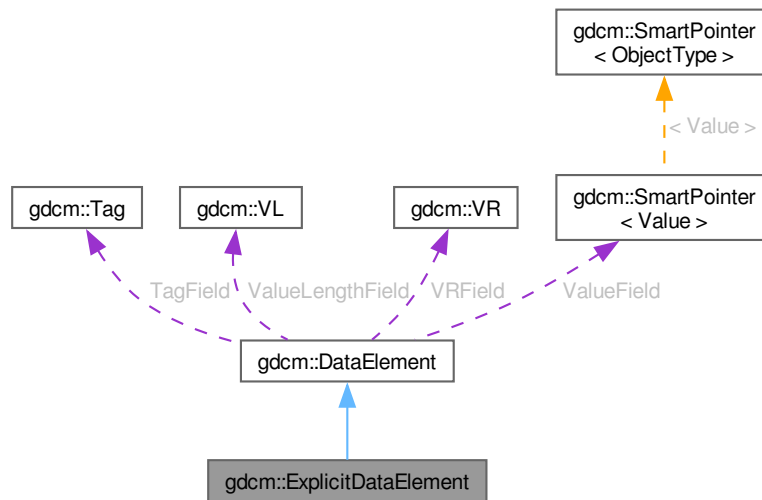 gdcm::SmartPointer
< ObjectType >
< Value >
gdcm::Tag
gdcm::VL
gdcm::VR
gdcm::SmartPointer
< Value >
TagField
ValueLengthField
VRField
ValueField
gdcm::DataElement
gdcm::ExplicitDataElement